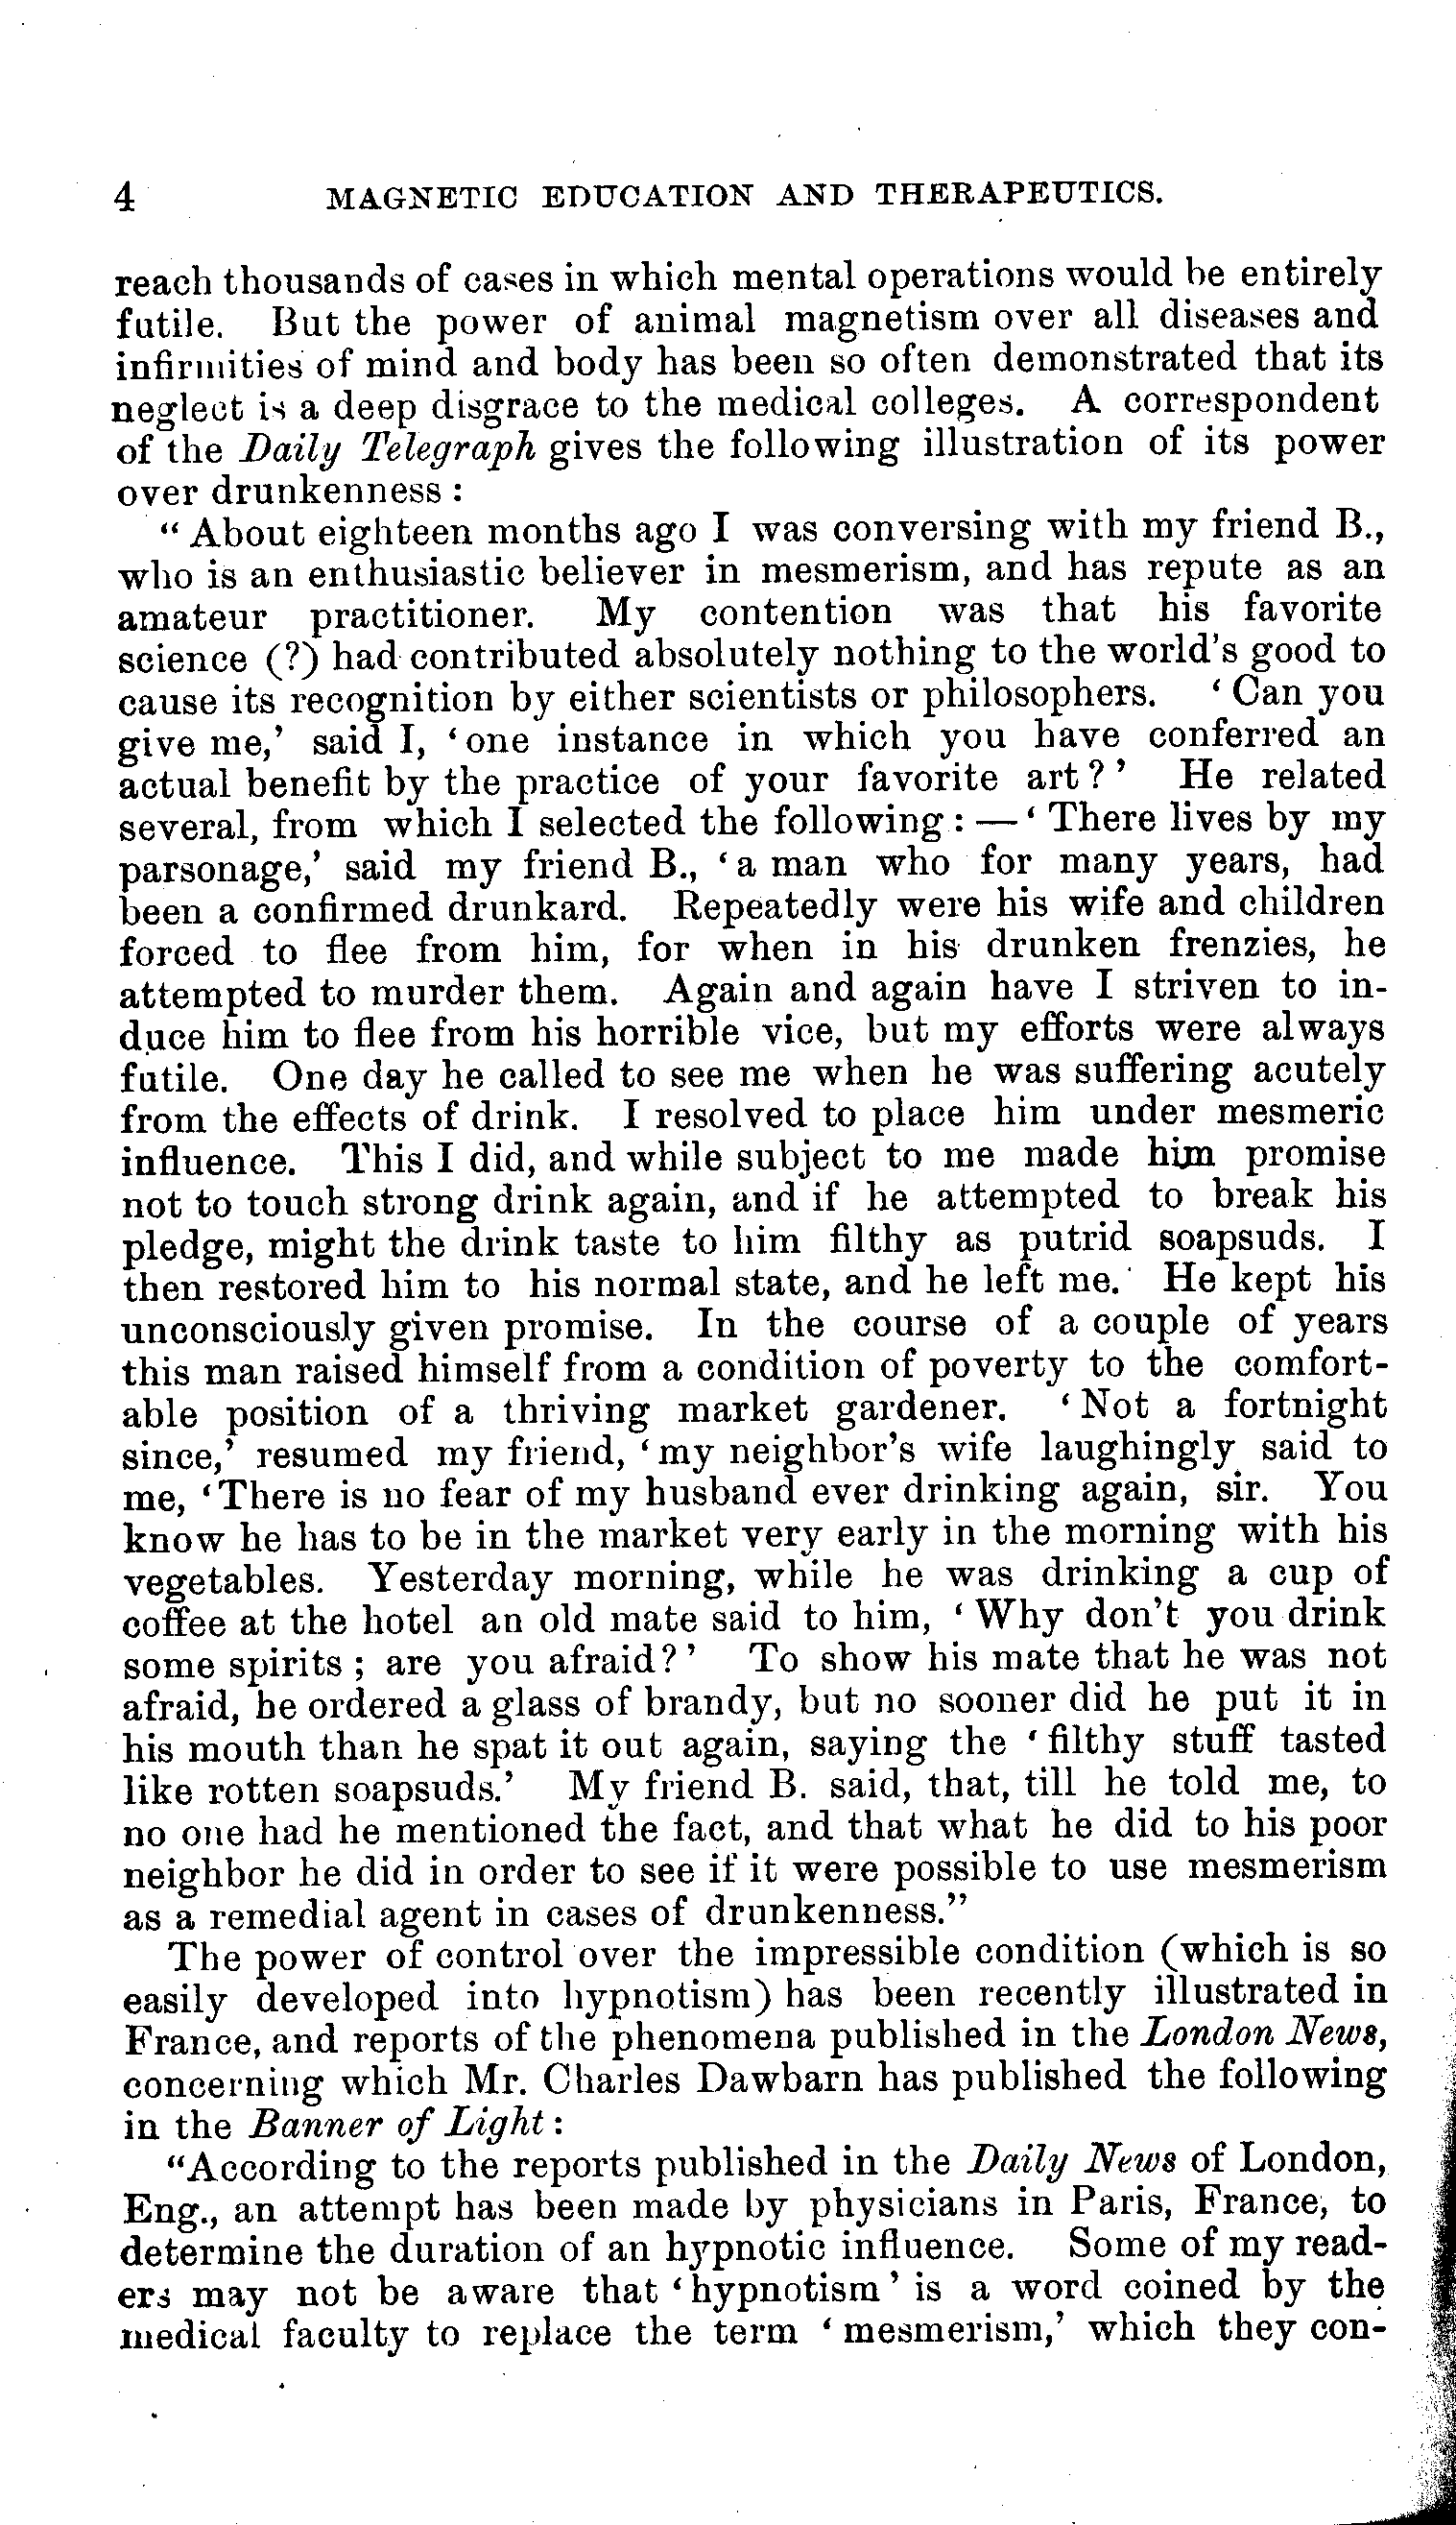 4 MAGNETIC EDUCATION AND THERAPEUTICS.
reach thousands of cases in which mental operations would be entirely
futile. But the power of animal magnetism over all diseases and
infirmities of mind and body has been so often demonstrated that its
neglect is a deep disgrace to the medical colleges. A correspondent
of the Daily Telegraph gives the following illustration of its power
over drunkenness :
“ About eighteen months ago I was conversing with my friend B.,
who is an enthusiastic believer in mesmerism, and has repute as an
amateur practitioner. My contention was that his favorite
science (?) had contributed absolutely nothing to the world's good to
cause its recognition by either scientists or philosophers. ‘ Can you
give me,’ said I, ‘one instance in which you have conferred an
actual benefit by the practice of your favorite art ? ’ He related
several, from which I selected the following : — ‘ There lives by my
parsonage,’ said my friend B., ‘a man who for many years, had
been a confirmed drunkard. Repeatedly were his wife and children
forced to flee from him, for when in his drunken frenzies, he
attempted to murder them. Again and again have I striven to in-
duce him to flee from his horrible vice, but my efforts were always
futile. One day he called to see me when he was suffering acutely
from the effects of drink. I resolved to place him under mesmeric
influence. This I did, and while subject to me made him promise
not to touch strong drink again, and if he attempted to break his
pledge, might the drink taste to him filthy as putrid soapsuds. I
then restored him to his normal state, and he left me. He kept his
unconsciously given promise. In the course of a couple of years
this man raised himself from a condition of poverty to the comfort-
able position of a thriving market gardener. ‘ Not a fortnight
since,’ resumed my friend, ‘my neighbor's wife laughingly said to
me, ‘There is no fear of my husband ever drinking again, sir. You
know he has to be in the market very early in the morning with his
vegetables. Yesterday morning, while he was drinking a cup of
coffee at the hotel an old mate said to him, ‘ Why don't you drink
some spirits ; are you afraid? ’ To show his mate that he was not
afraid, he ordered a glass of brandy, but no sooner did he put it in
his mouth than he spat it out again, saying the ‘ filthy stuff tasted
like rotten soapsuds.’ My friend B. said, that, till he told me, to
no one had he mentioned the fact, and that what he did to his poor
neighbor he did in order to see if it were possible to use mesmerism
as a remedial agent in cases of drunkenness.”
The power of control over the impressible condition (which is so
easily developed into hypnotism) has been recently illustrated in
France, and reports of the phenomena published in the London News,
concerning which Mr. Charles Dawbarn has published the following
in the Banner of Light :
“According to the reports published in the Daily News of London,
Eng., an attempt has been made by physicians in Paris, France, to
determine the duration of an hypnotic influence. Some of my read-
ers may not be aware that ‘hypnotism ’ is a word coined by the
medical faculty to replace the term ‘ mesmerism,’ which they con-